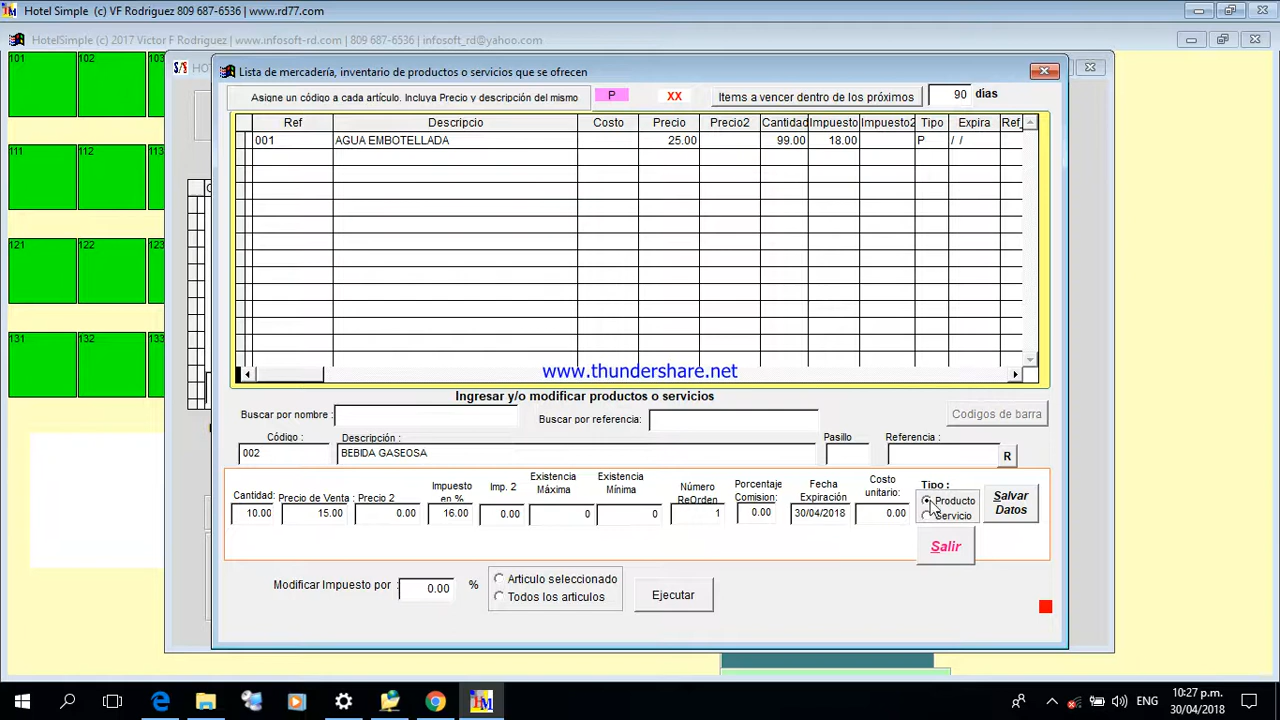 Hotel Simple (c) VF Rodriguez 809 687-6536 | www.rd77.com
HotelSimple (c) 2017 Victor F Rodriguez | www.infosoft-rd.com | 809 687-6536 | infosoft_rd@yahoo.com
101 102 103
111 112 113
121 122 123
131 132 133
S/S HOT
Lista de mercadería, inventario de productos o servicios que se ofrecen
Asigne un código a cada artículo. Incluya Precio y descripción del mismo P XX Items a vencer dentro de los próximos 90 días
Ref Descripcio Costo Precio Precio2 Cantidad Impuesto Impuesto2 Tipo Expira Ref_
001 AGUA EMBOTELLADA 25.00 99.00 18.00 P / /
www.thundershare.net
Ingresar y/o modificar productos o servicios
Buscar por nombre : Buscar por referencia: Codigos de barra
Código : Descripción : Pasillo Referencia :
002 BEBIDA GASEOSA R
Cantidad: Precio de Venta : Precio 2 Impuesto en % Imp. 2 Existencia Máxima Existencia Mínima Número ReOrden Porcentaje Comision: Fecha Expiración Costo unitario: Tipo :
10.00 15.00 0.00 16.00 0.00 0 0 1 0.00 30/04/2018 0.00 Producto Servicio Salvar Datos
Salir
Modificar Impuesto por : 0.00 % Articulo seleccionado Ejecutar
Todos los articulos
ENG 10:27 p.m.
30/04/2018